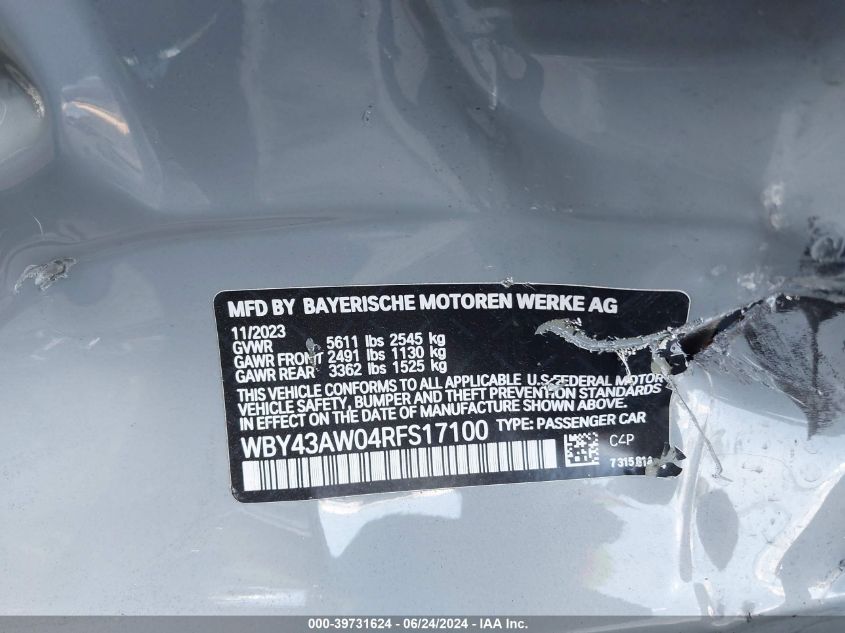 MFD BY BAYERISCHE MOTOREN WERKE AG
11/2023
GVWR 5611 lbs 2545 kg
GAWR FRONT 2491 lbs 1130 kg
GAWR REAR 3362 lbs 1525 kg
THIS VEHICLE CONFORMS TO ALL APPLICABLE U.S. FEDERAL MOTOR
VEHICLE SAFETY, BUMPER AND THEFT PREVENTION STANDARDS
IN EFFECT ON THE DATE OF MANUFACTURE SHOWN ABOVE.
WBY43AW04RFS17100 TYPE: PASSENGER CAR
C4P
000-39731624 | 06/24/2024 - IAA Inc.